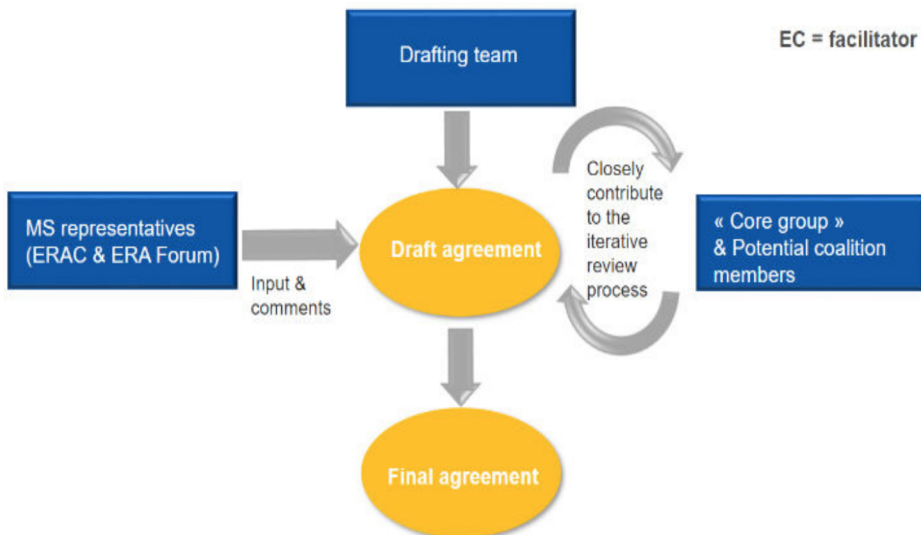 Drafting team
EC = facilitator
MS representatives
(ERAC & ERA Forum)
Input &
comments
Draft agreement
Closely
contribute
to the
iterative
review
process
« Core group »
& Potential coalition
members
Final agreement